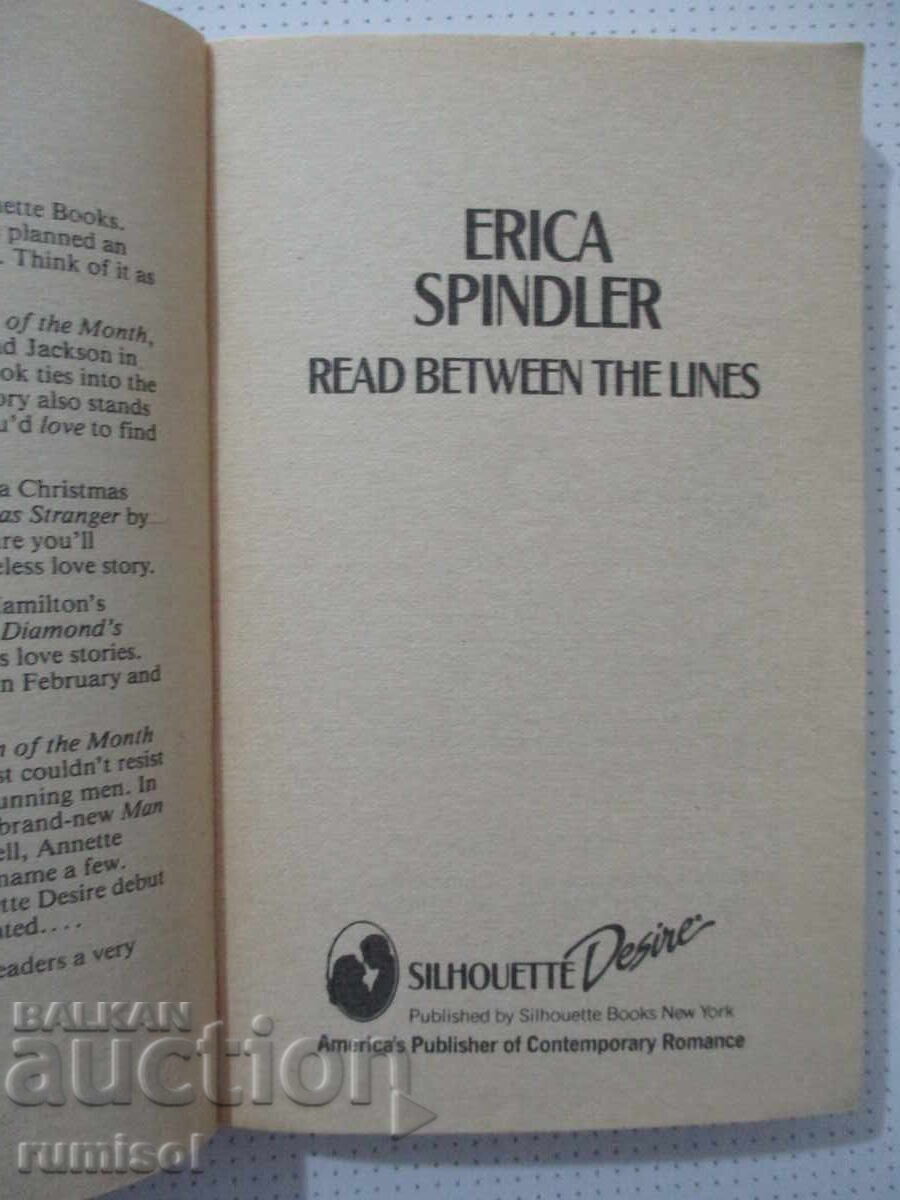 ette Books.
planned an
. Think of it as
of the Month,
d Jackson in
ok ties into the
ory also stands
u'd love to find
a Christmas
as Stranger by
re you'll
eless love story.
Hamilton's
Diamond's
s love stories.
n February and
n of the Month
st couldn't resist
unning men. In
brand-new Man
ell, Annette
name a few.
tte Desire debut
ated....
eaders a very
ERICA
SPINDLER
READ BETWEEN THE LINES
SILHOUETTE Desire
Published by Silhouette Books New York
America's Publisher of Contemporary Romance
BALKAN
auction
rumisol